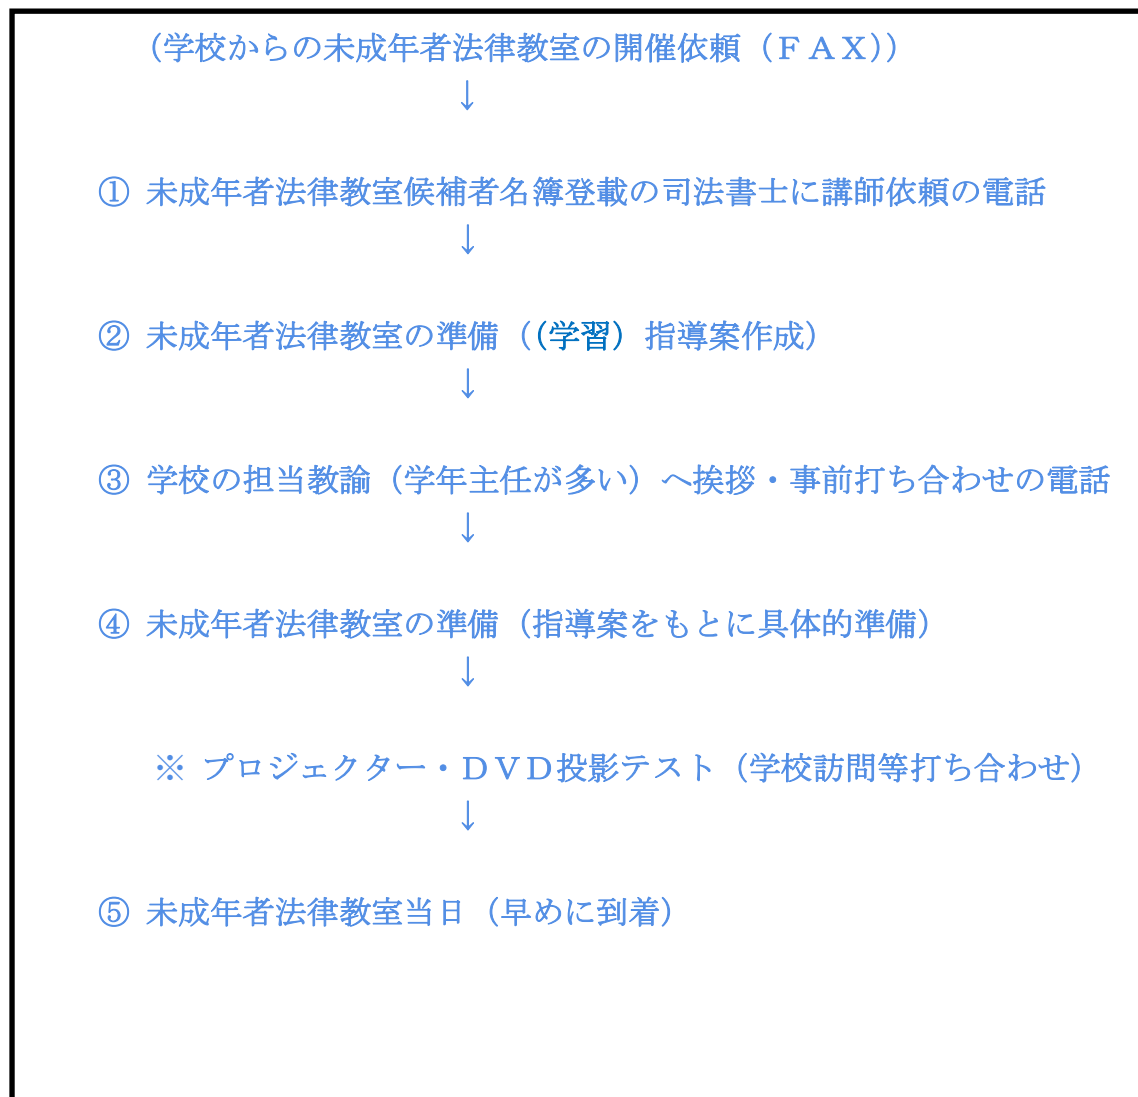 （学校からの未成年者法律教室の開催依頼（ＦＡＸ））
↓
① 未成年者法律教室候補者名簿登載の司法書士に講師依頼の電話
↓
② 未成年者法律教室の準備（（学習）指導案作成）
↓
③ 学校の担当教諭（学年主任が多い）へ挨拶・事前打ち合わせの電話
↓
④ 未成年者法律教室の準備（指導案をもとに具体的準備）
↓
※ プロジェクター・ＤＶＤ投影テスト（学校訪問等打ち合わせ）
↓
⑤ 未成年者法律教室当日（早めに到着）